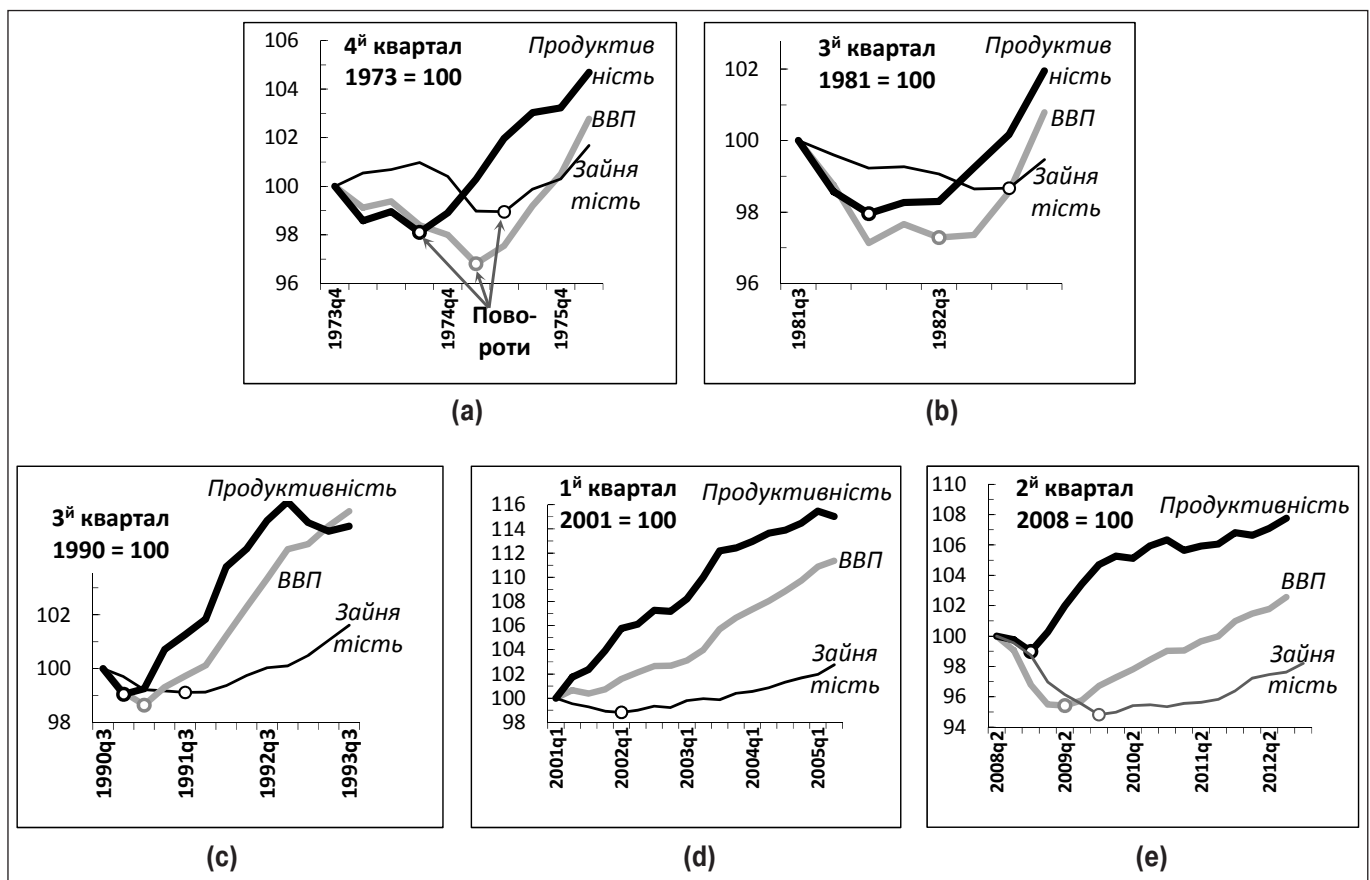 4й квартал
1973 = 100
Продуктив
ність
ВВП
Зайня
тість
Пово-
роти
106
104
102
100
98
96
1973q4
1974q4
1975q4
(a)
3й квартал
1981 = 100
Продуктив
ність
ВВП
Зайня
тість
102
100
98
96
1981q3
1982q3
(b)
Продуктивність
3й квартал
1990 = 100
ВВП
Зайня
тість
102
100
98
1990q3
1991q3
1992q3
1993q3
(c)
1й квартал
2001 = 100
Продуктивність
ВВП
Зайня
тість
116
114
112
110
108
106
104
102
100
98
2001q1
2002q1
2003q1
2004q1
2005q1
(d)
2й квартал
2008 = 100
Продуктивність
ВВП
Зайня
тість
110
108
106
104
102
100
98
96
94
2008q2
2009q2
2010q2
2011q2
2012q2
(e)